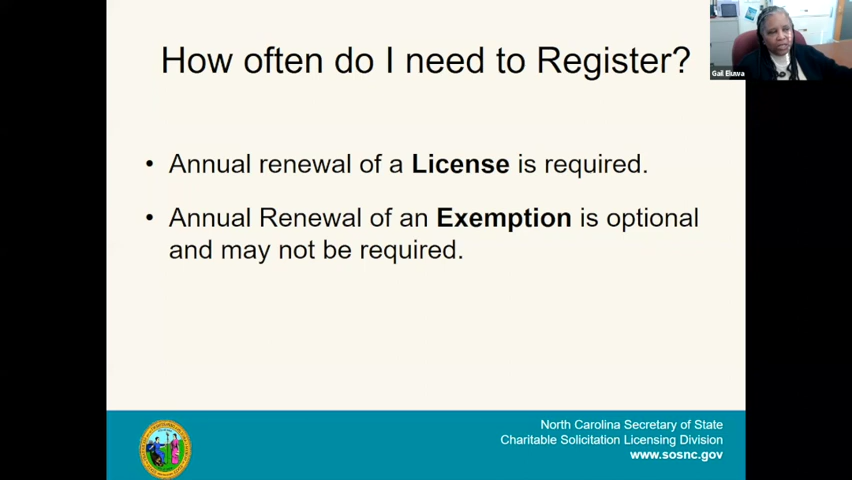 How often do I need to Register?
Gail Eluwa
• Annual renewal of a License is required.
• Annual Renewal of an Exemption is optional
and may not be required.
North Carolina Secretary of State
Charitable Solicitation Licensing Division
www.sosnc.gov